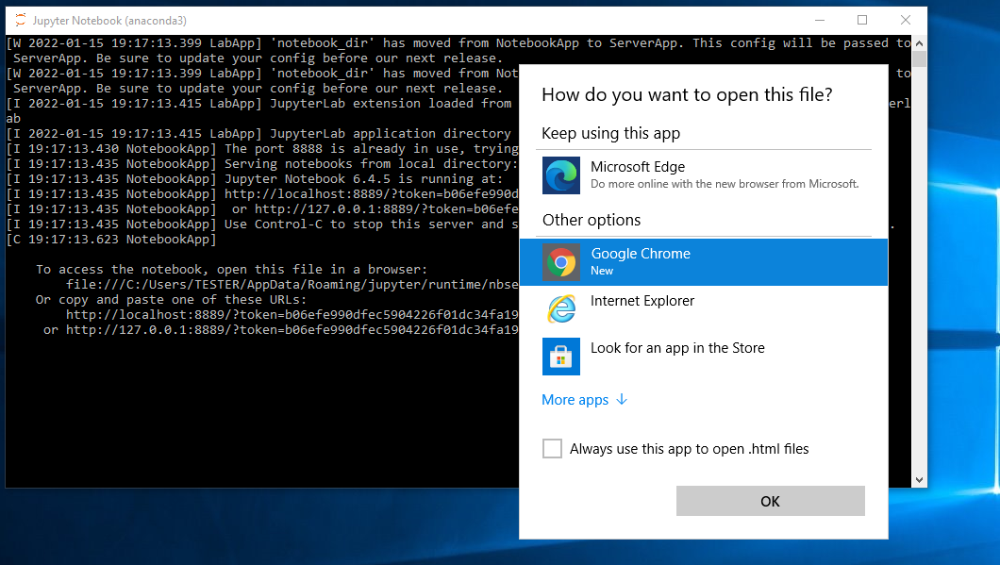 Jupyter Notebook (anaconda3)
[W 2022-01-15 19:17:13.399 LabApp] 'notebook_dir' has moved from NotebookApp to ServerApp. This config will be passed to
ServerApp. Be sure to update your config before our next release.
[W 2022-01-15 19:17:13.399 LabApp] 'notebook_dir' has moved from Not
to
ServerApp. Be sure to update your config before our next release.
[I 2022-01-15 19:17:13.415 LabApp] JupyterLab extension loaded from
erl
ab
[I 2022-01-15 19:17:13.415 LabApp] JupyterLab application directory
[I 19:17:13.430 NotebookApp] The port 8888 is already in use, trying
[I 19:17:13.435 NotebookApp] Serving notebooks from local directory:
[I 19:17:13.435 NotebookApp] Jupyter Notebook 6.4.5 is running at:
[I 19:17:13.435 NotebookApp] http://localhost:8889/?token=b06efe990d
[I 19:17:13.435 NotebookApp]  or http://127.0.0.1:8889/?token=b06efe
[I 19:17:13.435 NotebookApp] Use Control-C to stop this server and s
.
[C 19:17:13.623 NotebookApp]
To access the notebook, open this file in a browser:
file:///C:/Users/TESTER/AppData/Roaming/jupyter/runtime/nbse
Or copy and paste one of these URLs:
http://localhost:8889/?token=b06efe990dfec5904226f01dc34fa19
or http://127.0.0.1:8889/?token=b06efe990dfec5904226f01dc34fa19
How do you want to open this file?
Keep using this app
Microsoft Edge
Do more online with the new browser from Microsoft.
Other options
Google Chrome
New
Internet Explorer
Look for an app in the Store
More apps ↓
Always use this app to open .html files
OK